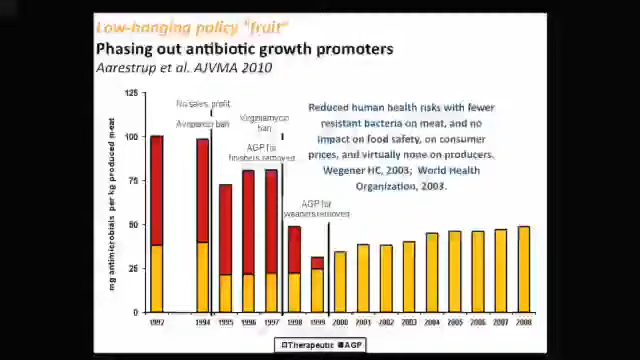 Low-hanging policy "fruit"
Phasing out antibiotic growth promoters
Aarestrup et al. AJVMA 2010
mg antimicrobials per kg produced meat
125
100
75
50
25
0
No sales profit
Avoparcin ban
Virginiamycin
ban
AGP for
finishers removed
AGP for
weaners removed
Reduced human health risks with fewer
resistant bacteria on meat, and no
impact on food safety, on consumer
prices, and virtually none on producers.
Wegener HC, 2003; World Health
Organization, 2003.
1992 1994 1995 1996 1997 1998 1999 2000 2001 2002 2003 2004 2005 2006 2007 2008
Therapeutic AGP